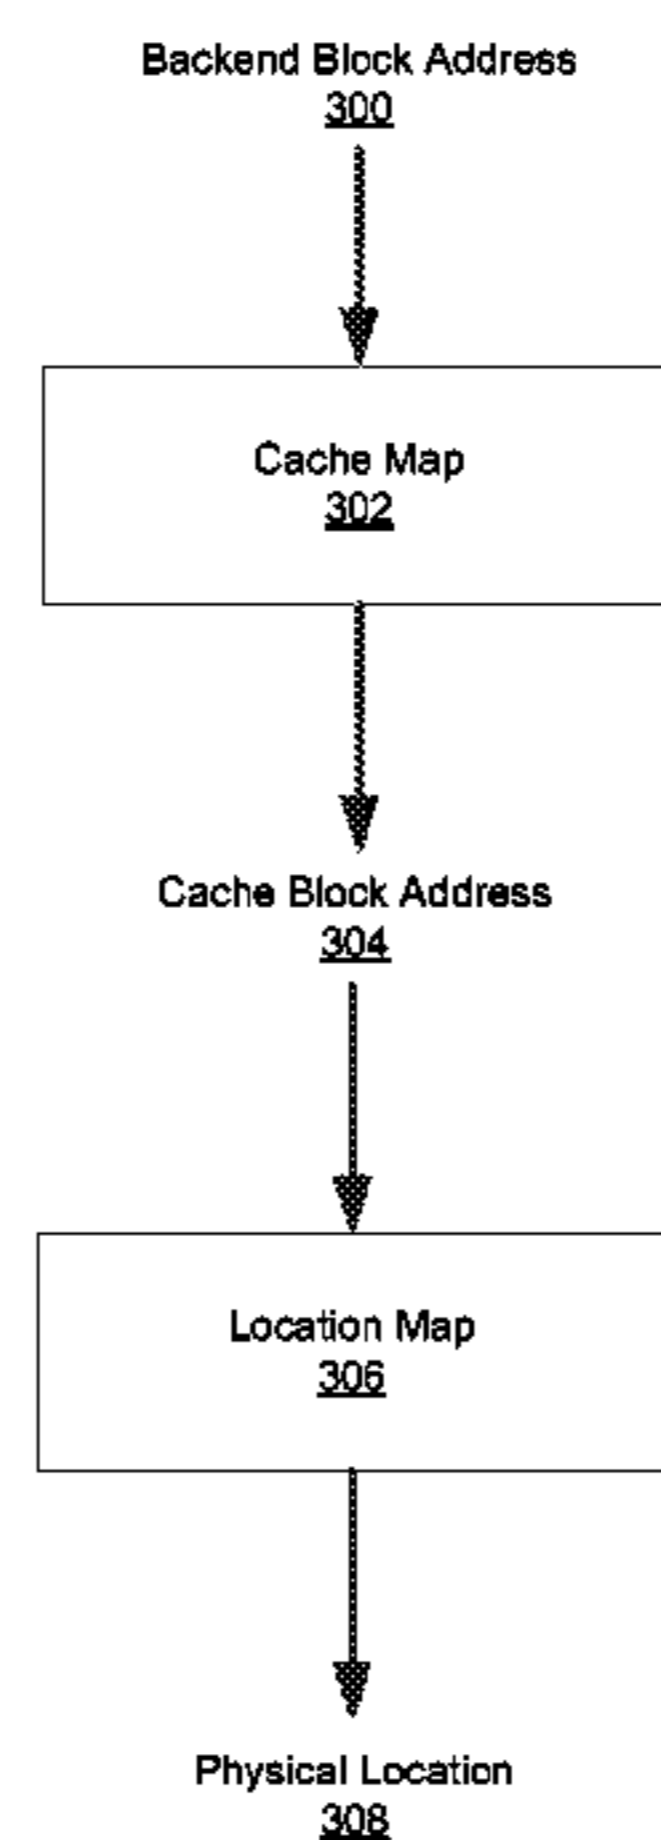 Backend Block Address
300
Cache Map
302
Cache Block Address
304
Location Map
306
Physical Location
308